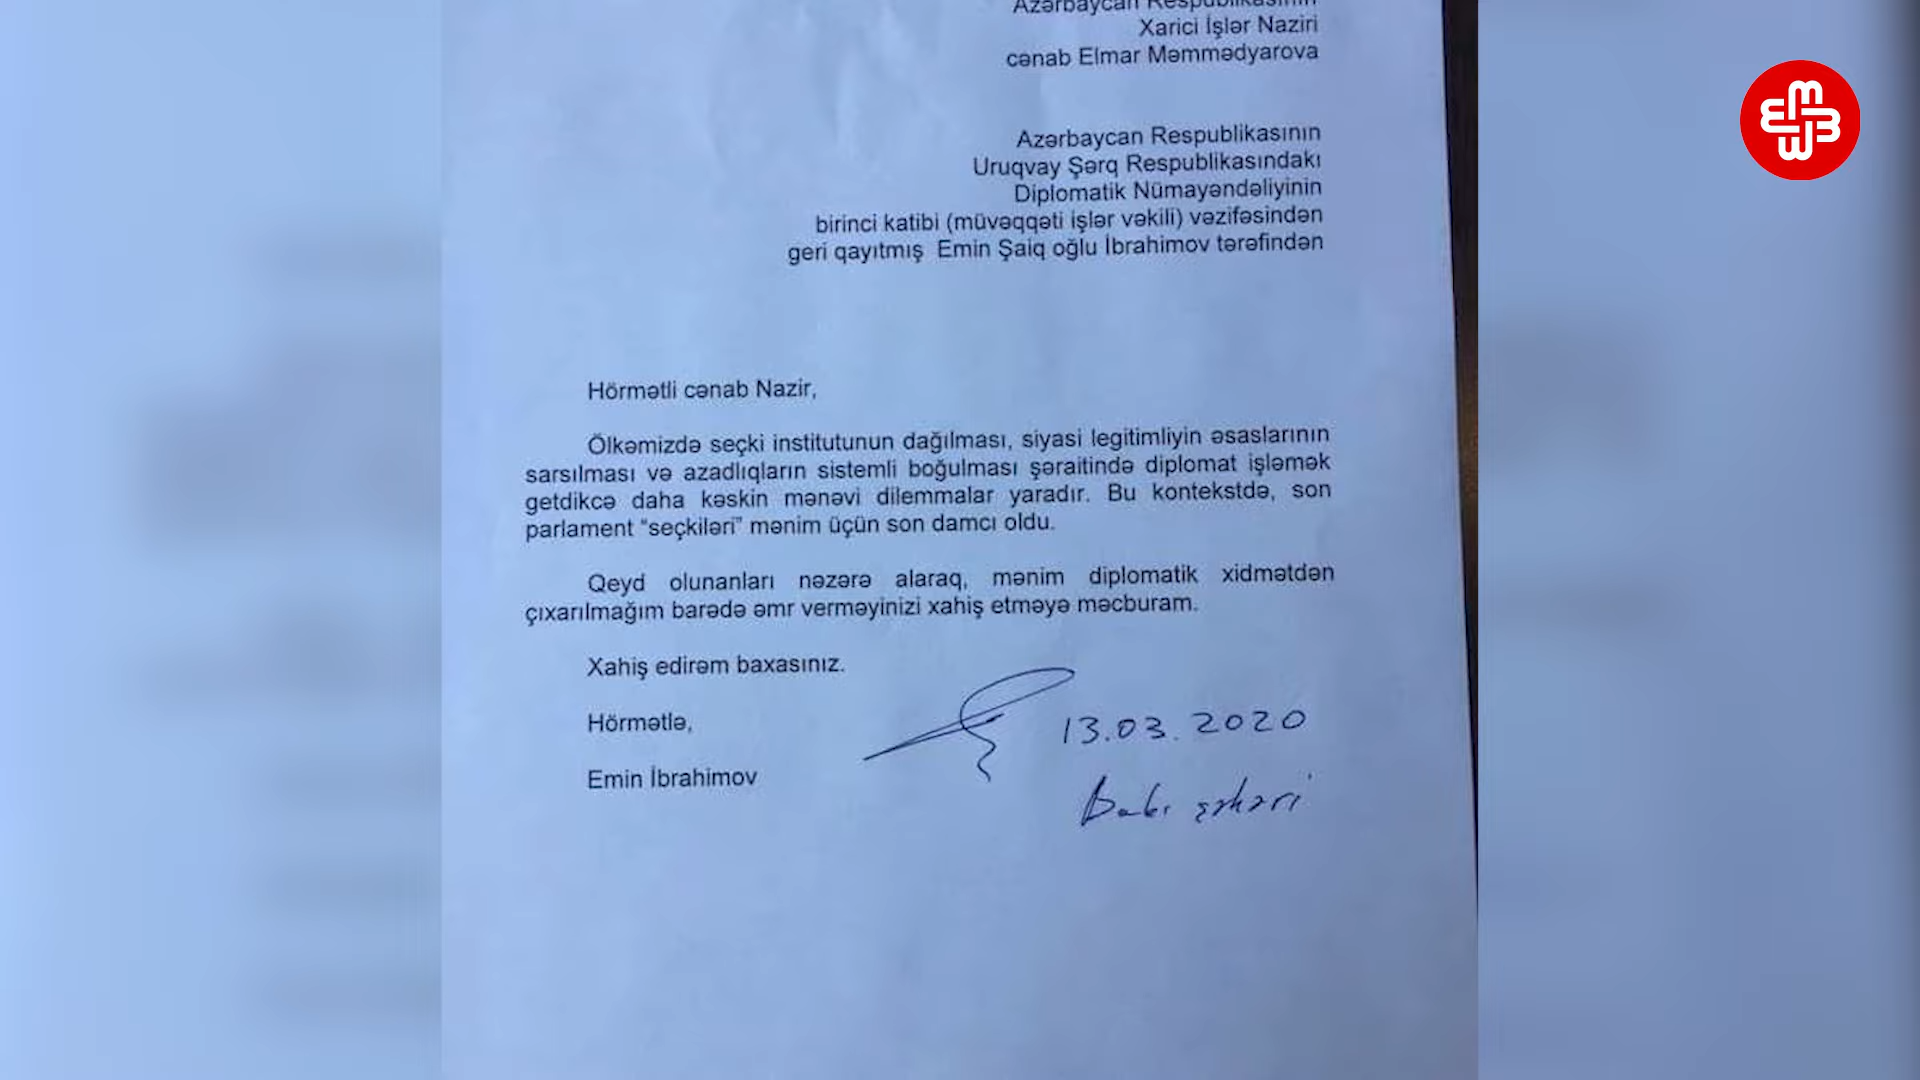 Azərbaycan Respublikasının
Xarici İşlər Naziri
cənab Elmar Məmmədyarova
Azərbaycan Respublikasının
Uruqvay Şərq Respublikasındakı
Diplomatik Nümayəndəliyinin
birinci katibi (müvəqqəti işlər vəkili) vəzifəsindən
geri qayıtmış Emin Şaiq oğlu İbrahimov tərəfindən
Hörmətli cənab Nazir,
Ölkəmizdə seçki institutunun dağılması, siyasi legitimliyin əsaslarının
sarsılması və azadlıqların sistemli boğulması şəraitində diplomat işləmək
getdikcə daha kəskin mənəvi dilemmalar yaradır. Bu kontekstdə, son
parlament “seçkiləri” mənim üçün son damcı oldu.
Qeyd olunanları nəzərə alaraq, mənim diplomatik xidmətdən
çıxarılmağım barədə əmr verməyinizi xahiş etməyə məcburam.
Xahiş edirəm baxasınız.
Hörmətlə,
13.03.2020
Emin İbrahimov
Bakı şəhəri